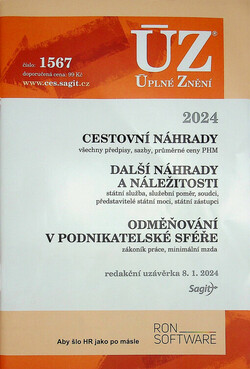 číslo: 1567
doporučená cena: 99 Kč
www.ces.sagit.cz
ÚZ®
ÚPLNÉ ZNĚNÍ
2024
CESTOVNÍ NÁHRADY
všechny předpisy, sazby, průměrné ceny PHM
DALŠÍ NÁHRADY
A NÁLEŽITOSTI
státní služba, služební poměr, soudci,
představitelé státní moci, státní zástupci
ODMĚŇOVÁNÍ
V PODNIKATELSKÉ SFÉŘE
zákoník práce, minimální mzda
redakční uzávěrka 8. 1. 2024
Sagit
Aby šlo HR jako po másle
RON
SOFTWARE